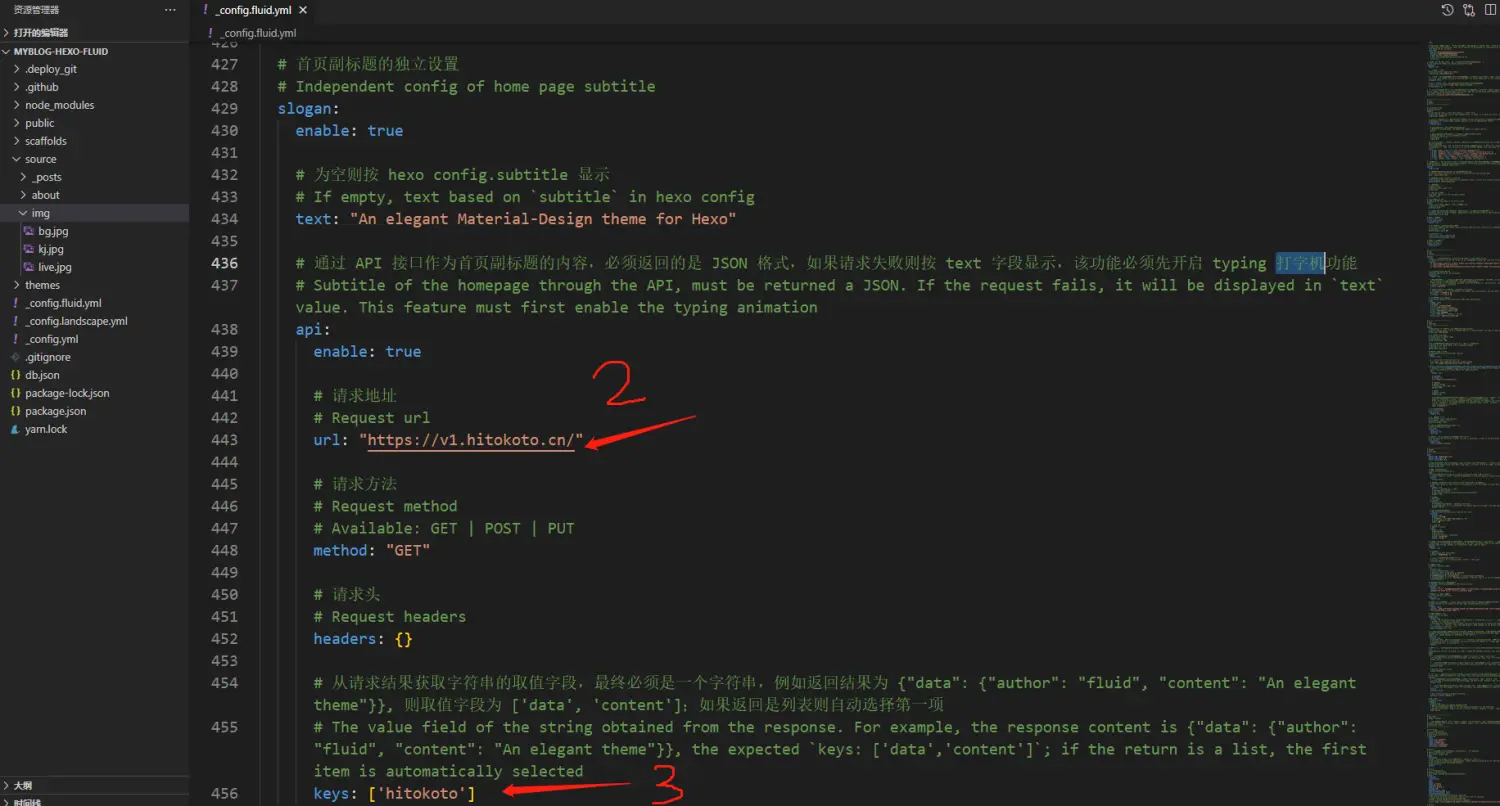 资源管理器
打开的编辑器
MYBLOG-HEXO-FLUID
.deploy_git
.github
node_modules
public
scaffolds
source
_posts
about
img
bg.jpg
kj.jpg
live.jpg
themes
! _config.fluid.yml
! _config.landscape.yml
! _config.yml
.gitignore
{} db.json
{} package-lock.json
{} package.json
yarn.lock
大纲
时间线
! _config.fluid.yml
! _config.fluid.yml
426
427 # 首页副标题的独立设置
428 # Independent config of home page subtitle
429 slogan:
430 enable: true
431
432 # 为空则按 hexo config.subtitle 显示
433 # If empty, text based on `subtitle` in hexo config
434 text: "An elegant Material-Design theme for Hexo"
435
436 # 通过 API 接口作为首页副标题的内容，必须返回的是 JSON 格式，如果请求失败则按 text 字段显示，该功能必须先开启 typing 打字机功能
437 # Subtitle of the homepage through the API, must be returned a JSON. If the request fails, it will be displayed in `text`
value. This feature must first enable the typing animation
438 api:
439 enable: true
440
441 # 请求地址
442 # Request url
443 url: "https://v1.hitokoto.cn/"
2
444
445 # 请求方法
446 # Request method
447 # Available: GET | POST | PUT
448 method: "GET"
449
450 # 请求头
451 # Request headers
452 headers: {}
453
454 # 从请求结果获取字符串的取值字段，最终必须是一个字符串，例如返回结果为 {"data": {"author": "fluid", "content": "An elegant
theme"}}, 则取值字段为 ['data', 'content']；如果返回是列表则自动选择第一项
455 # The value field of the string obtained from the response. For example, the response content is {"data": {"author":
"fluid", "content": "An elegant theme"}}, the expected `keys: ['data','content']`; if the return is a list, the first
item is automatically selected
456 keys: ['hitokoto']
3